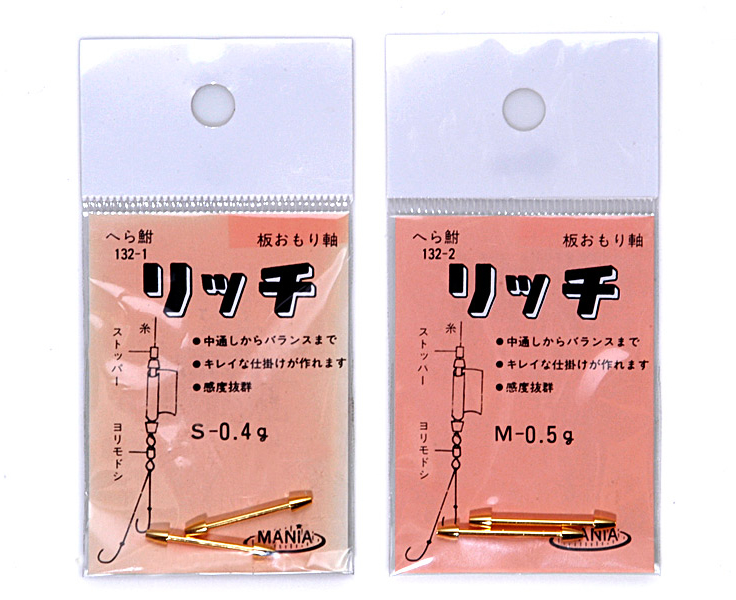 へら鮒
132-1
板おもり軸
リッチ
糸
ストッパー
●中通しからバランスまで
●キレイな仕掛けが作れます
●感度抜群
S-0.4g
ヨリモドシ
MANIA
へら鮒
132-2
板おもり軸
リッチ
糸
ストッパー
●中通しからバランスまで
●キレイな仕掛けが作れます
●感度抜群
M-0.5g
ヨリモドシ
MANIA